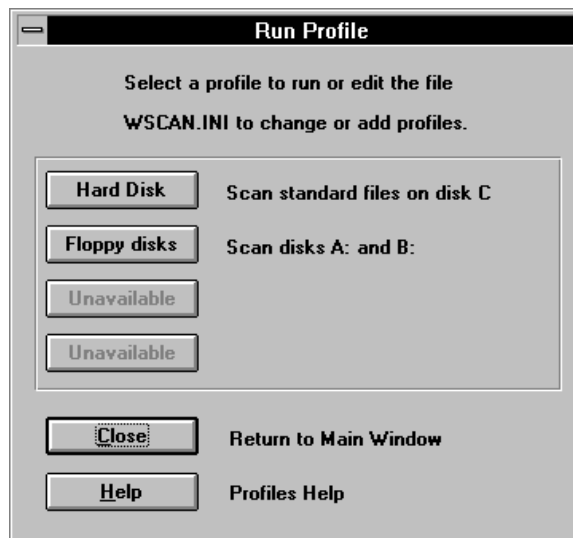 Run Profile
Select a profile to run or edit the file
WSCAN.INI to change or add profiles.
Hard Disk Scan standard files on disk C
Floppy disks Scan disks A: and B:
Unavailable
Unavailable
Close Return to Main Window
Help Profiles Help